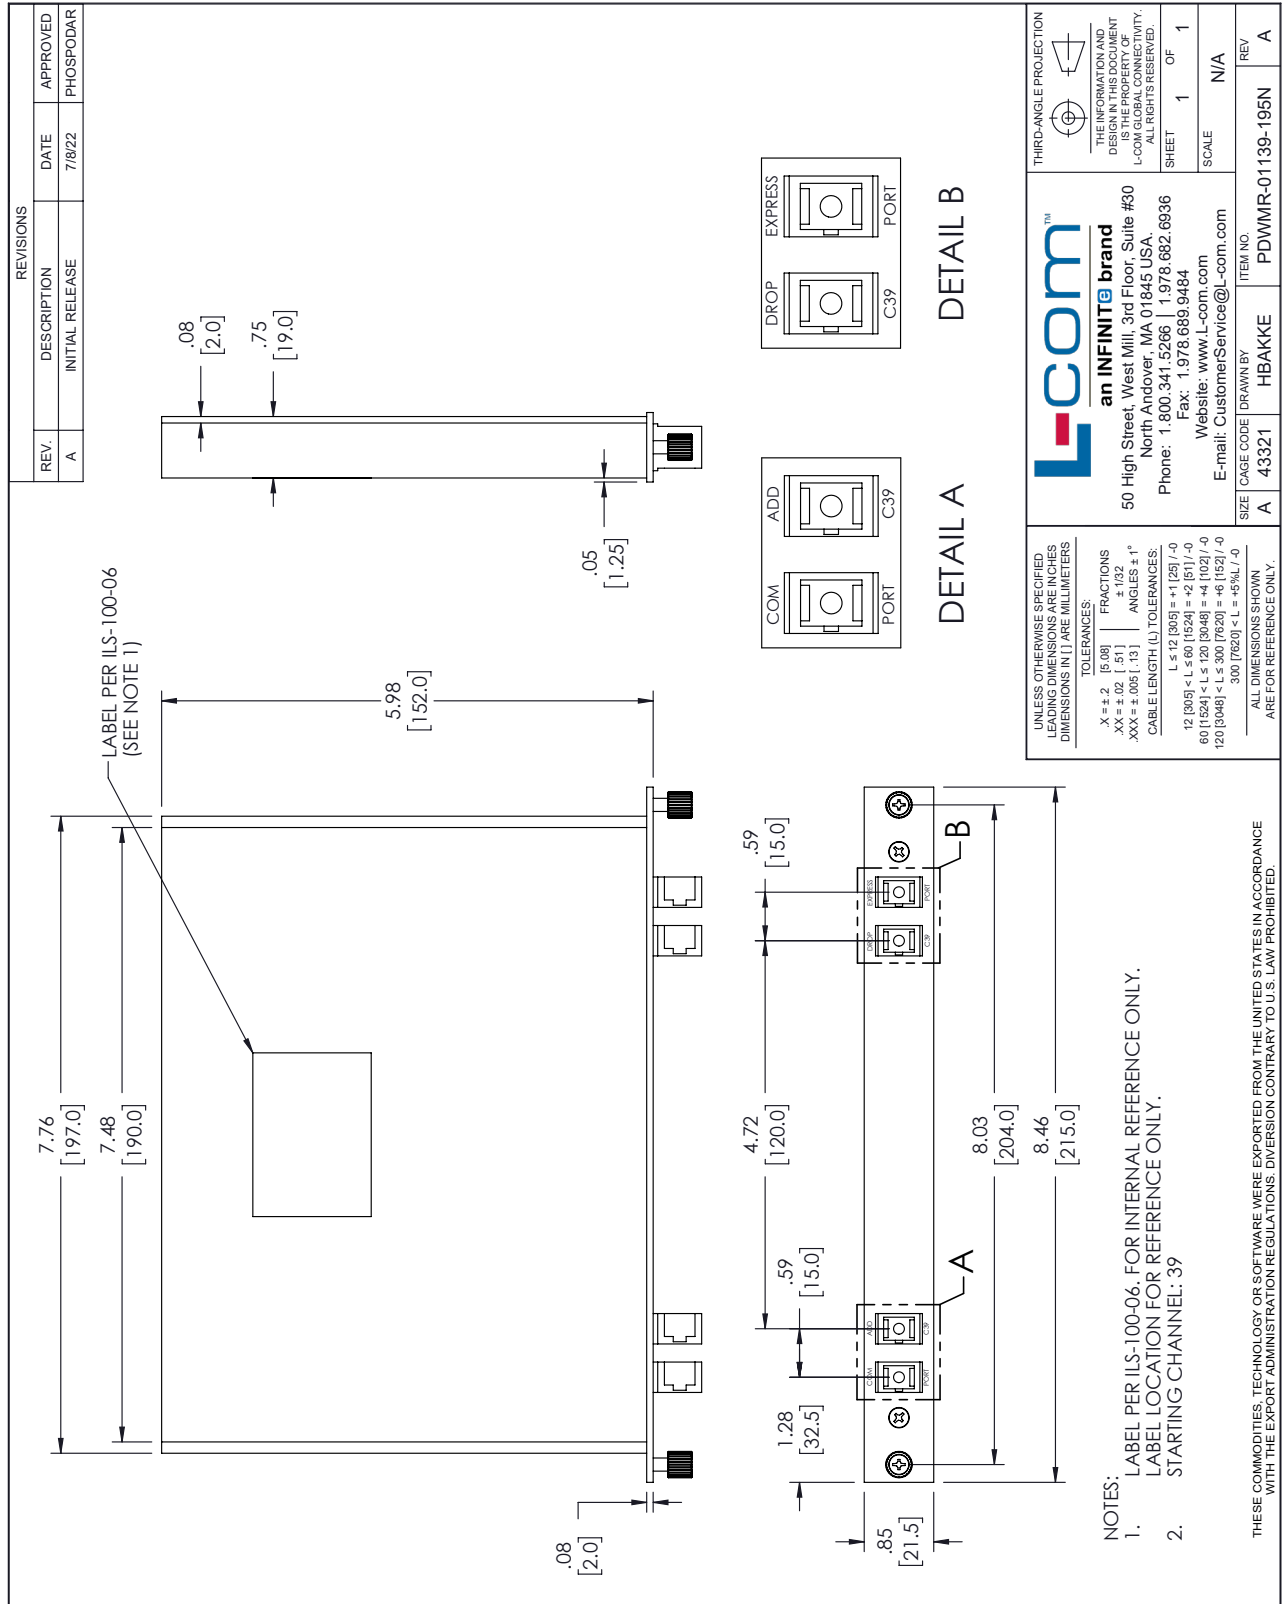 REVISIONS
REV. DESCRIPTION DATE APPROVED
A INITIAL RELEASE 7/8/22 PHOSPODAR
7.76
[197.0]
7.48
[190.0]
LABEL PER ILS-100-06
(SEE NOTE 1)
5.98
[152.0]
.08
[2.0]
.08
[2.0]
.75
[19.0]
.05
[1.25]
1.28
[32.5]
.59
[15.0]
4.72
[120.0]
.59
[15.0]
.85
[21.5]
COM ADD
PORT C39
DROP EXPRESS
C39 PORT
A
B
8.03
[204.0]
8.46
[215.0]
COM ADD
PORT C39
DETAIL A
DROP EXPRESS
C39 PORT
DETAIL B
NOTES:
1. LABEL PER ILS-100-06. FOR INTERNAL REFERENCE ONLY.
LABEL LOCATION FOR REFERENCE ONLY.
2. STARTING CHANNEL: 39
THESE COMMODITIES, TECHNOLOGY OR SOFTWARE WERE EXPORTED FROM THE UNITED STATES IN ACCORDANCE
WITH THE EXPORT ADMINISTRATION REGULATIONS. DIVERSION CONTRARY TO U.S. LAW PROHIBITED.
UNLESS OTHERWISE SPECIFIED
LEADING DIMENSIONS ARE INCHES
DIMENSIONS IN [ ] ARE MILLIMETERS
TOLERANCES:
.X = ± .2 [5.08] FRACTIONS
.XX = ± .02 [ .51 ] ± 1/32
.XXX = ± .005 [ .13 ] ANGLES ± 1°
CABLE LENGTH (L) TOLERANCES:
L ≤ 12 [305] = +1 [25] / -0
12 [305] < L ≤ 60 [1524] = +2 [51] / -0
60 [1524] < L ≤ 120 [3048] = +4 [102] / -0
120 [3048] < L ≤ 300 [7620] = +6 [152] / -0
300 [7620] < L = +5%L / -0
ALL DIMENSIONS SHOWN
ARE FOR REFERENCE ONLY.
L-com™
an INFINITe brand
50 High Street, West Mill, 3rd Floor, Suite #30
North Andover, MA 01845 USA.
Phone: 1.800.341.5266 | 1.978.682.6936
Fax: 1.978.689.9484
Website: www.L-com.com
E-mail: CustomerService@L-com.com
THIRD-ANGLE PROJECTION
THE INFORMATION AND
DESIGN IN THIS DOCUMENT
IS THE PROPERTY OF
L-COM GLOBAL CONNECTIVITY.
ALL RIGHTS RESERVED.
SHEET 1 OF 1
SCALE N/A
SIZE CAGE CODE DRAWN BY ITEM NO. REV
A 43321 HBAKKE PDWMR-01139-195N A